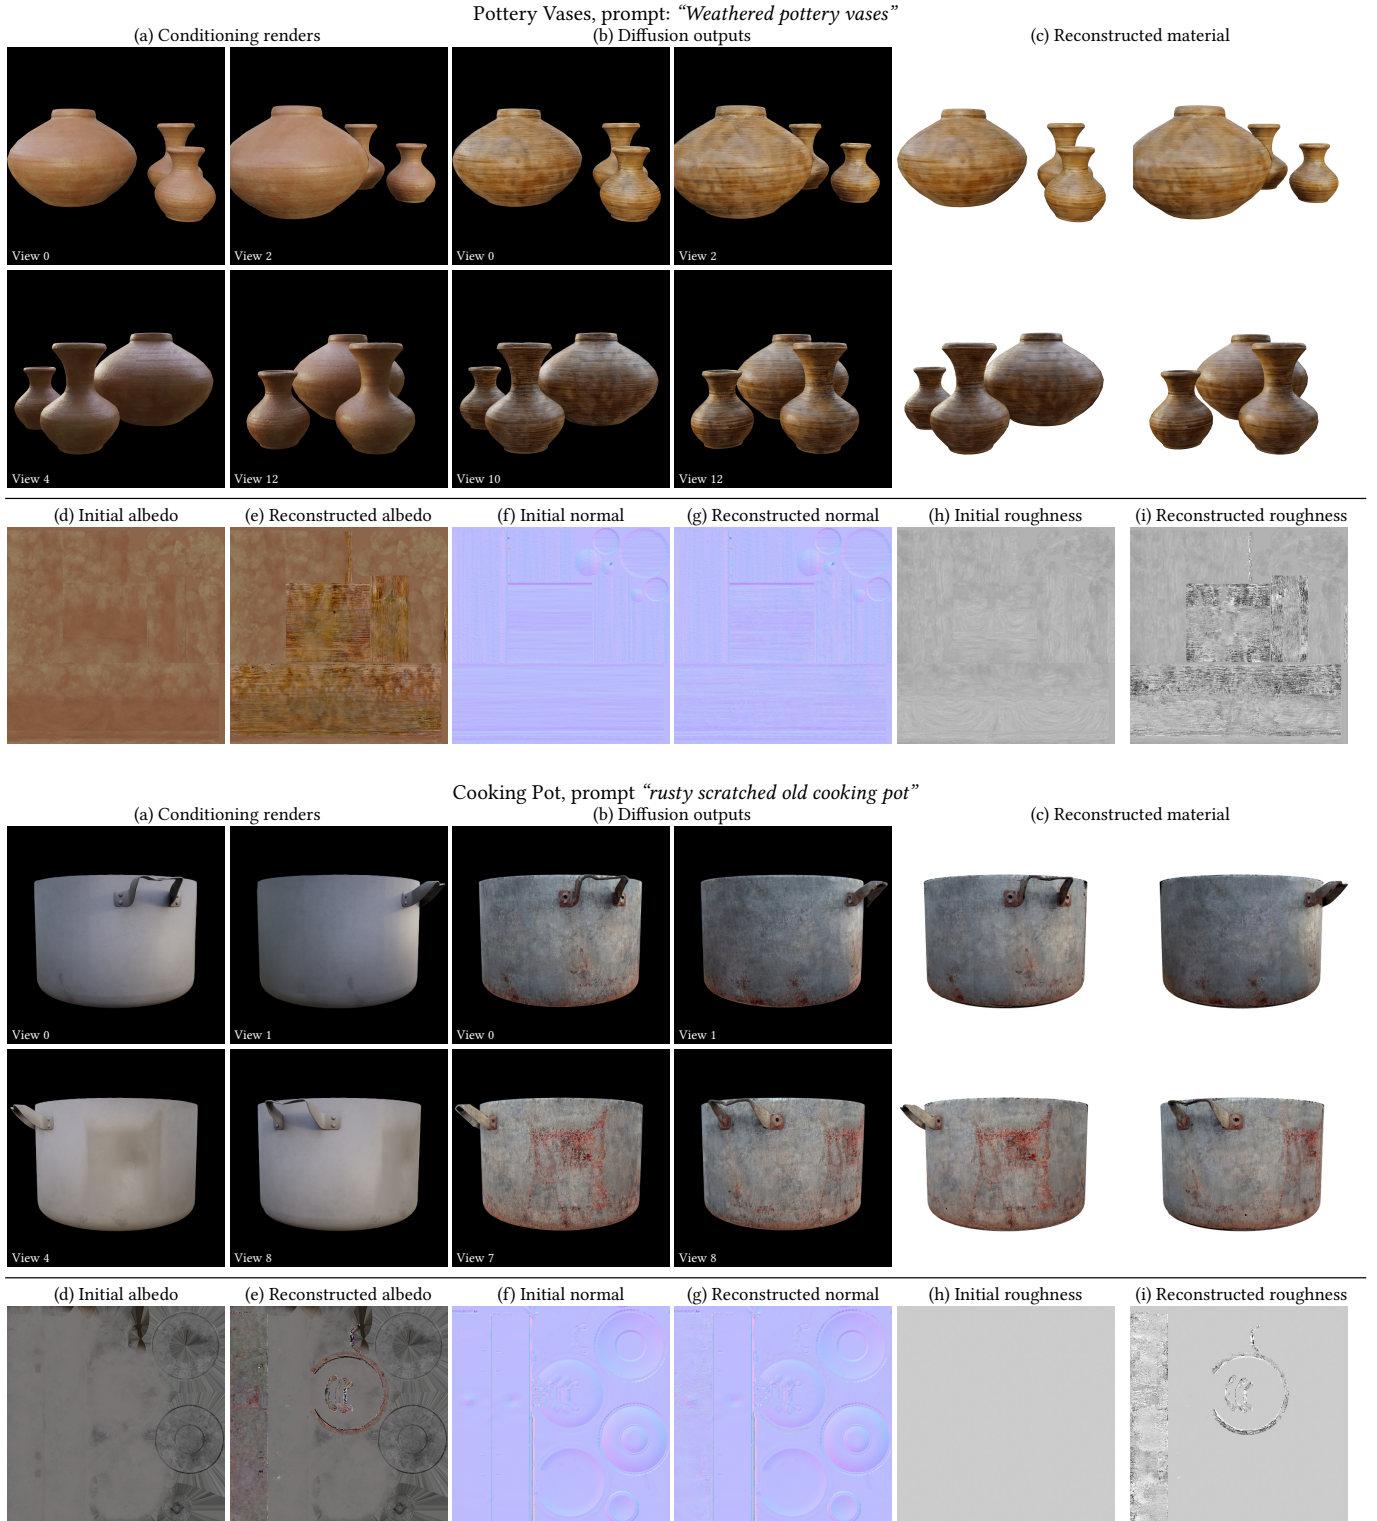 Pottery Vases, prompt: “Weathered pottery vases”
(a) Conditioning renders
(b) Diffusion outputs
(c) Reconstructed material
View 0
View 2
View 0
View 2
View 4
View 12
View 10
View 12
(d) Initial albedo
(e) Reconstructed albedo
(f) Initial normal
(g) Reconstructed normal
(h) Initial roughness
(i) Reconstructed roughness
Cooking Pot, prompt “rusty scratched old cooking pot”
(a) Conditioning renders
(b) Diffusion outputs
(c) Reconstructed material
View 0
View 1
View 0
View 1
View 4
View 8
View 7
View 8
(d) Initial albedo
(e) Reconstructed albedo
(f) Initial normal
(g) Reconstructed normal
(h) Initial roughness
(i) Reconstructed roughness